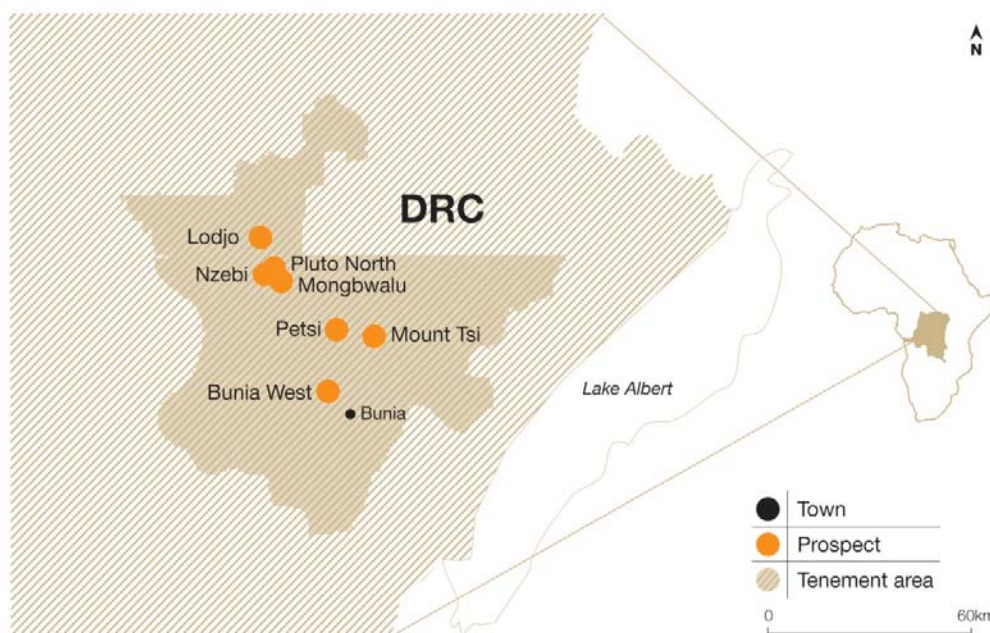 N
DRC
Lodjo
Pluto North
Nzebi
Mongbwalu
Petsi
Mount Tsi
Bunia West
Bunia
Lake Albert
Town
Prospect
Tenement area
0
60km